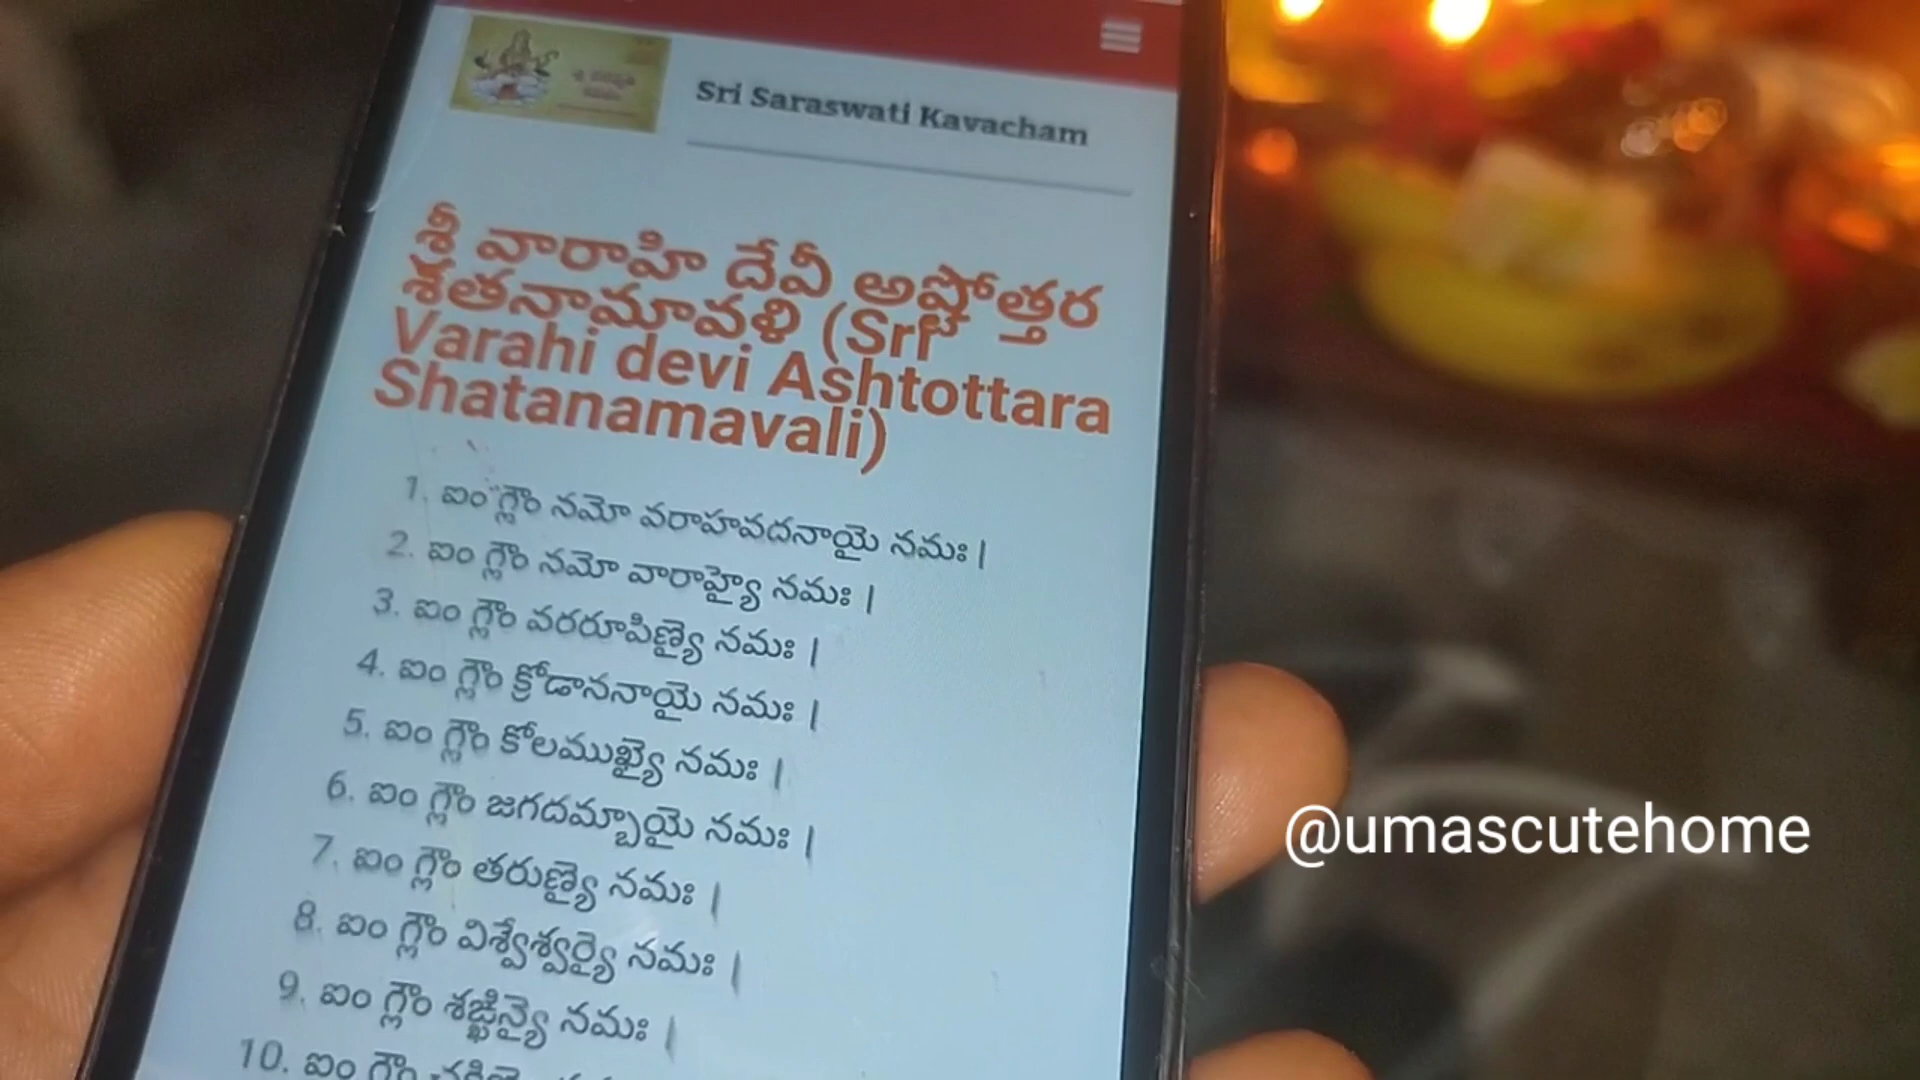 Sri Saraswati Kavacham
శ్రీ వారాహి దేవీ అష్టోత్తర
శతనామావళి (Sri
Varahi devi Ashtottara
Shatanamavali)
1. ఐం గ్లౌం నమో వరాహవదనాయై నమః |
2. ఐం గ్లౌం నమో వారాహ్యై నమః |
3. ఐం గ్లౌం వరరూపిణ్యై నమః |
4. ఐం గ్లౌం క్రోడాననాయై నమః |
5. ఐం గ్లౌం కోలముఖ్యై నమః |
6. ఐం గ్లౌం జగదమ్బాయై నమః |
7. ఐం గ్లౌం తరుణ్యై నమః |
8. ఐం గ్లౌం విశ్వేశ్వర్యై నమః |
9. ఐం గ్లౌం శఙ్ఖిన్యై నమః |
10. ఐం గ్లౌం
@umascutehome